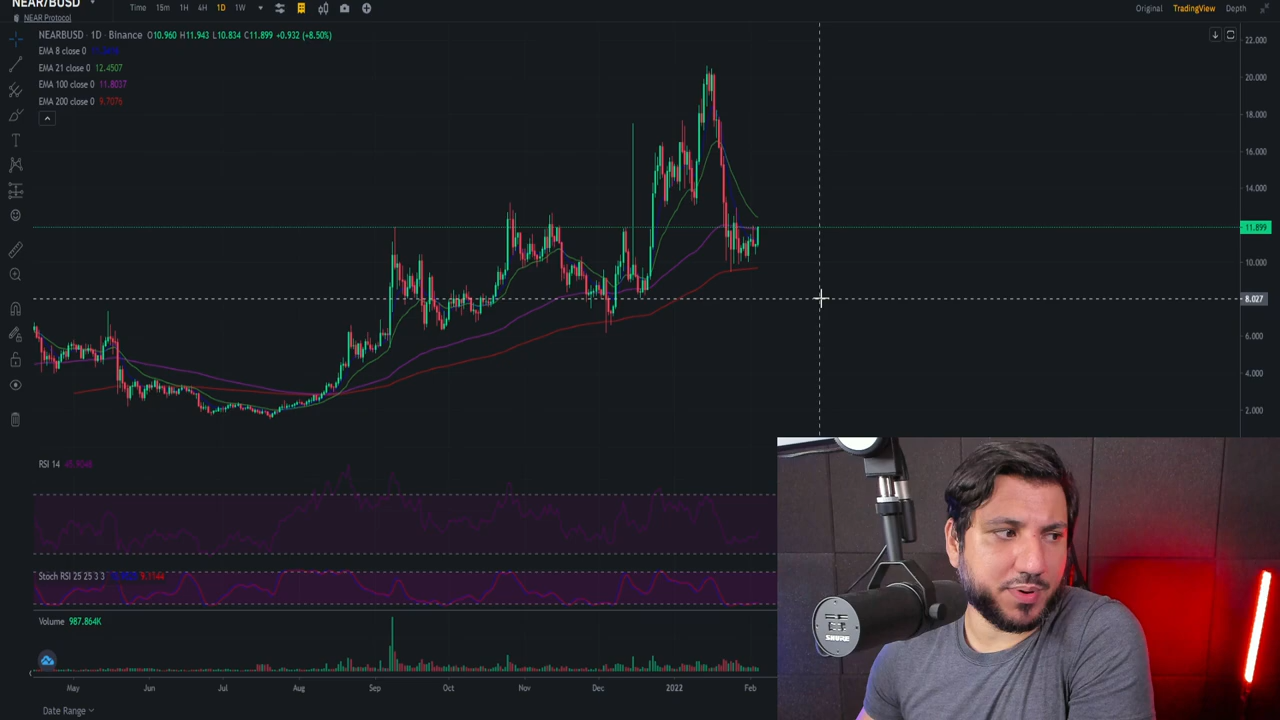 NEAR/BUSD
NEAR Protocol
Time 15m 1H 4H 1D 1W
Original TradingView Depth
NEARBUSD · 1D · Binance O10.960 H11.943 L10.834 C11.899 +0.932 (+8.50%)
EMA 8 close 0
EMA 21 close 0 12.4507
EMA 100 close 0 11.8037
EMA 200 close 0 9.7076
22.000
20.000
18.000
16.000
14.000
11.899
10.000
8.027
6.000
4.000
2.000
RSI 14
Stoch RSI 25 25 3 3 9.1144
Volume 987.864K
May Jun Jul Aug Sep Oct Nov Dec 2022 Feb
Date Range
SHURE